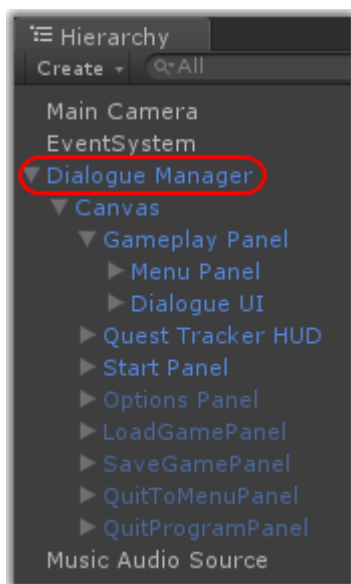 Hierarchy
Create All
Main Camera
EventSystem
Dialogue Manager
Canvas
Gameplay Panel
Menu Panel
Dialogue UI
Quest Tracker HUD
Start Panel
Options Panel
LoadGamePanel
SaveGamePanel
QuitToMenuPanel
QuitProgramPanel
Music Audio Source